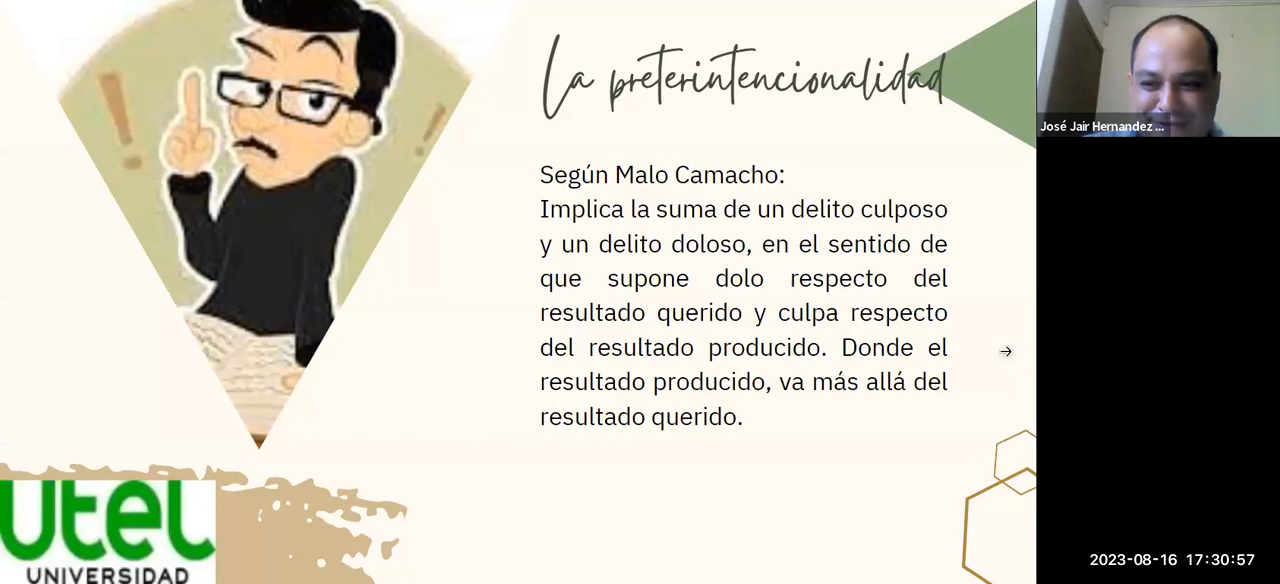 La preterintencionalidad
Según Malo Camacho:
Implica la suma de un delito culposo
y un delito doloso, en el sentido de
que supone dolo respecto del
resultado querido y culpa respecto
del resultado producido. Donde el
resultado producido, va más allá del
resultado querido.
José Jair Hernandez ...
utel
UNIVERSIDAD
2023-08-16 17:30:57